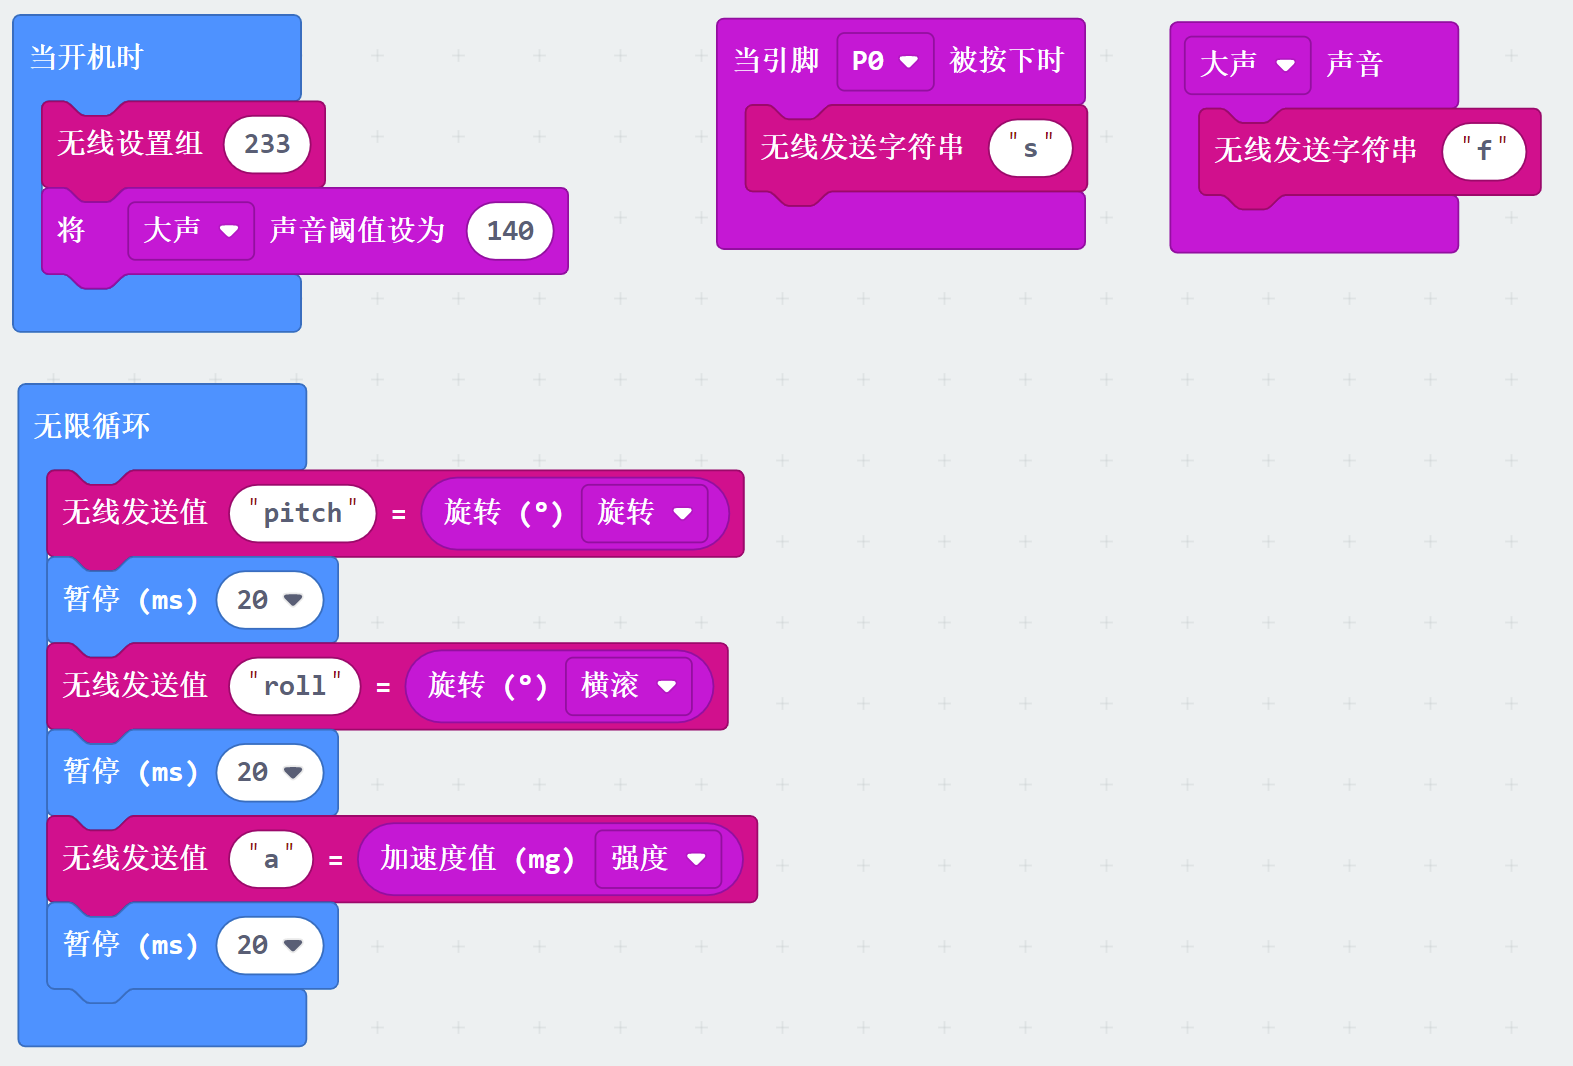 当开机时
无线设置组 233
将 大声 声音阈值设为 140
当引脚 P0 被按下时
无线发送字符串 "s"
大声 声音
无线发送字符串 "f"
无限循环
无线发送值 "pitch" = 旋转 (°) 旋转
暂停 (ms) 20
无线发送值 "roll" = 旋转 (°) 横滚
暂停 (ms) 20
无线发送值 "a" = 加速度值 (mg) 强度
暂停 (ms) 20